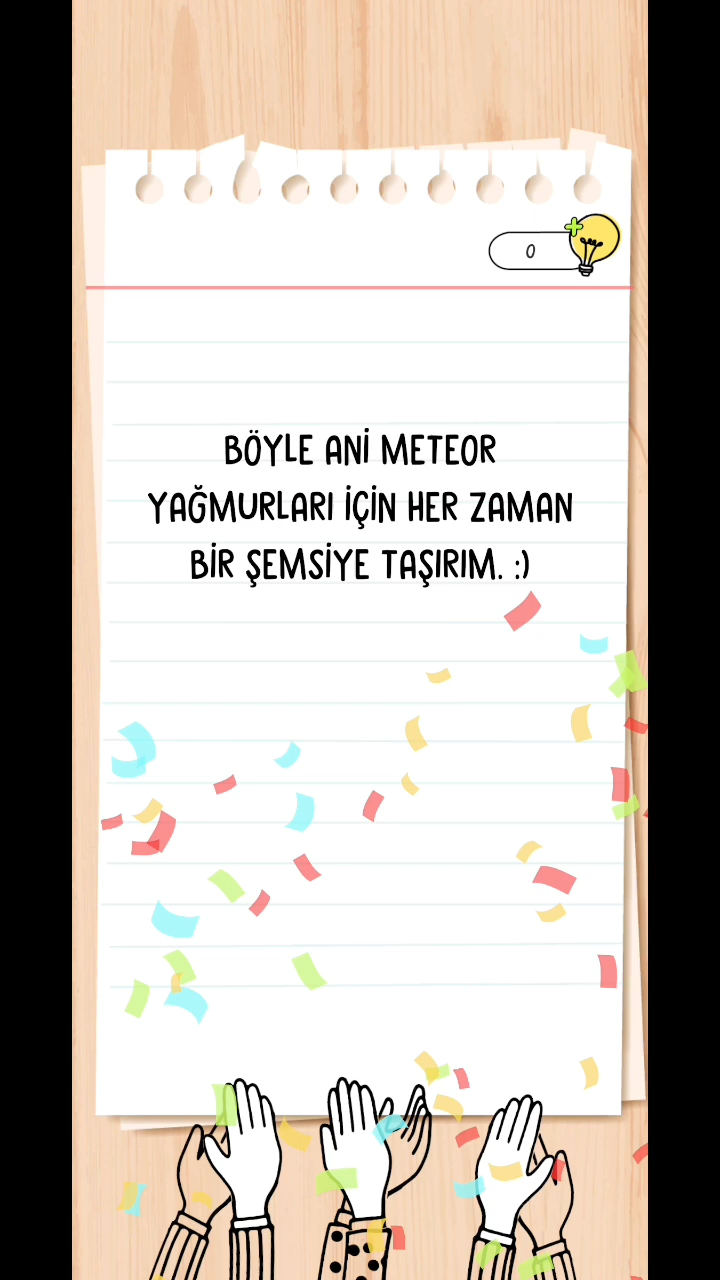 0
BÖYLE ANİ METEOR
YAĞMURLARI İÇİN HER ZAMAN
BİR ŞEMSİYE TAŞIRIM. :)